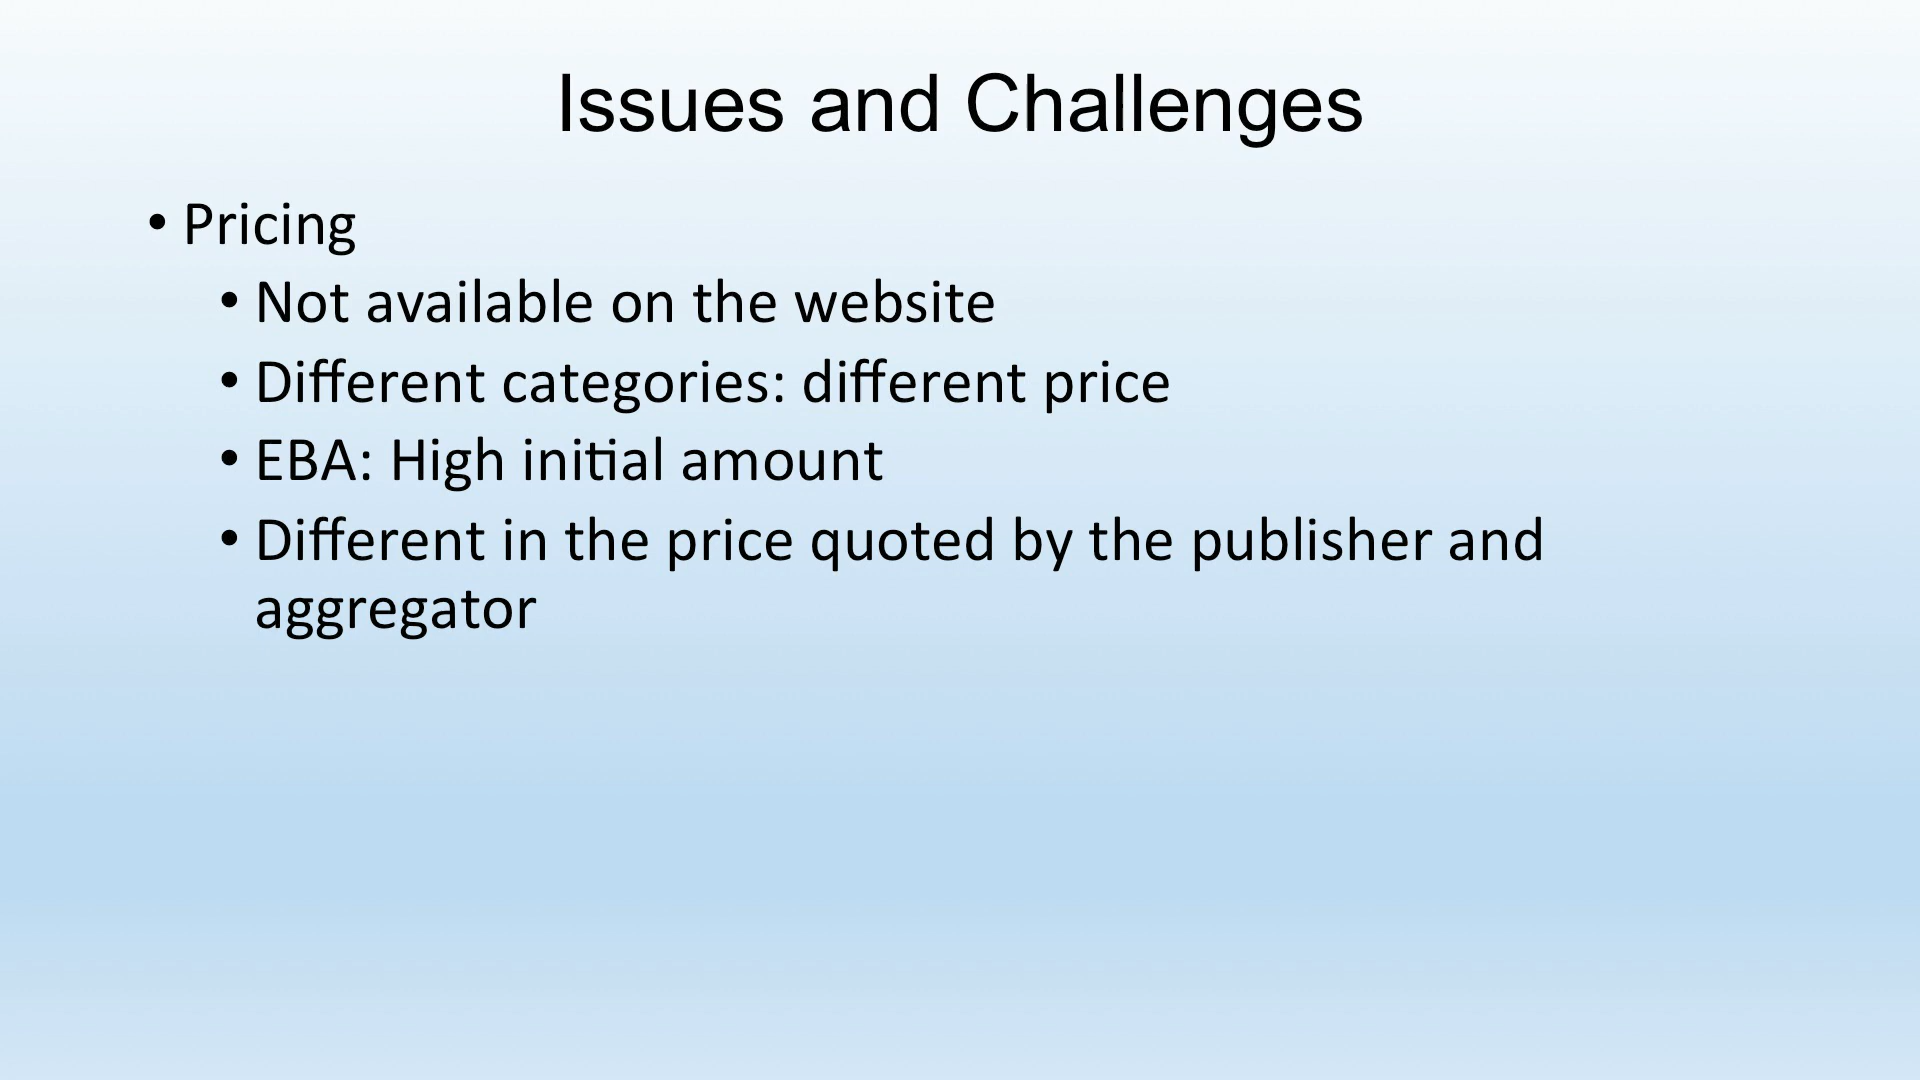 Issues and Challenges
• Pricing
• Not available on the website
• Different categories: different price
• EBA: High initial amount
• Different in the price quoted by the publisher and
aggregator